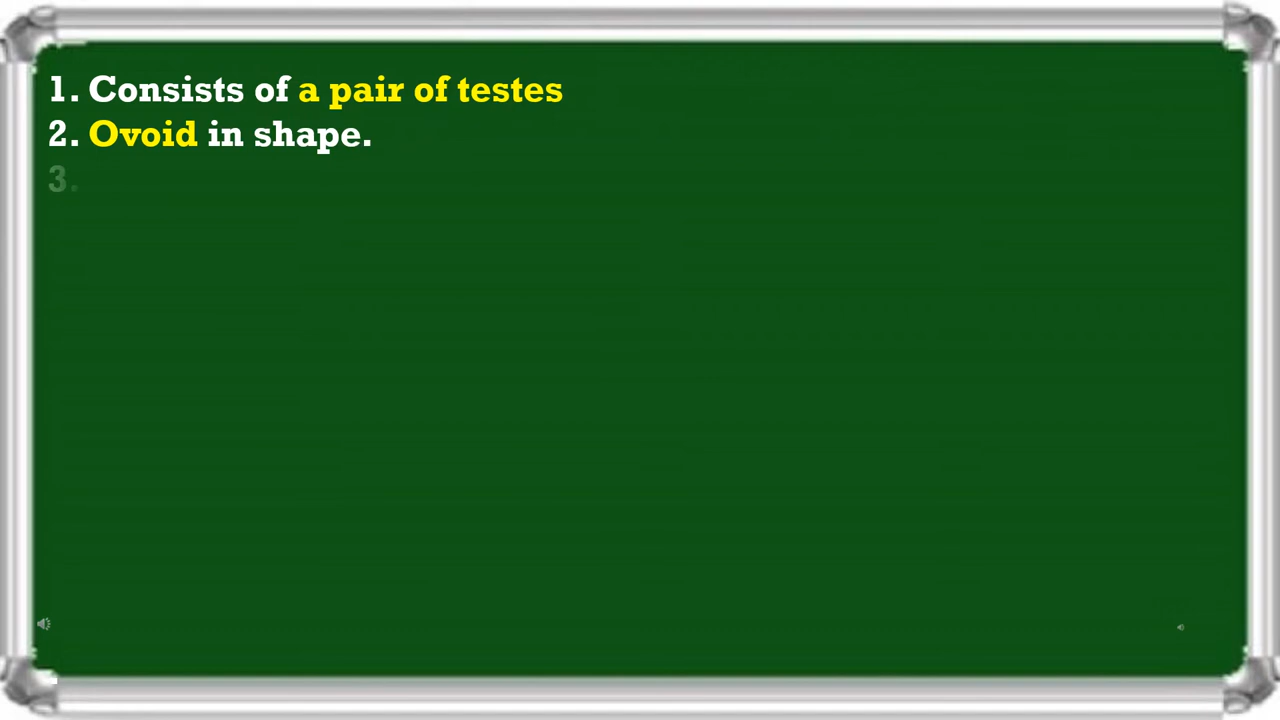 1. Consists of a pair of testes
2. Ovoid in shape.
3.